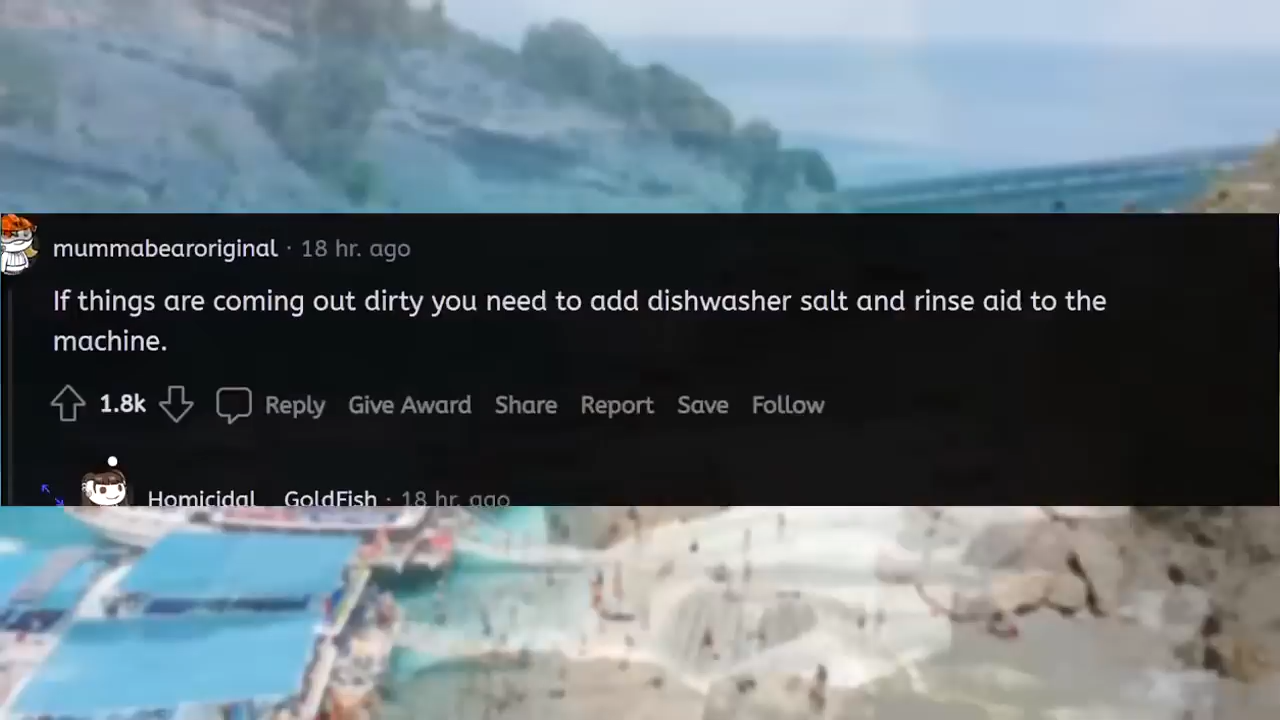 mummabearoriginal · 18 hr. ago
If things are coming out dirty you need to add dishwasher salt and rinse aid to the
machine.
1.8k Reply Give Award Share Report Save Follow
Homicidal__GoldFish · 18 hr. ago